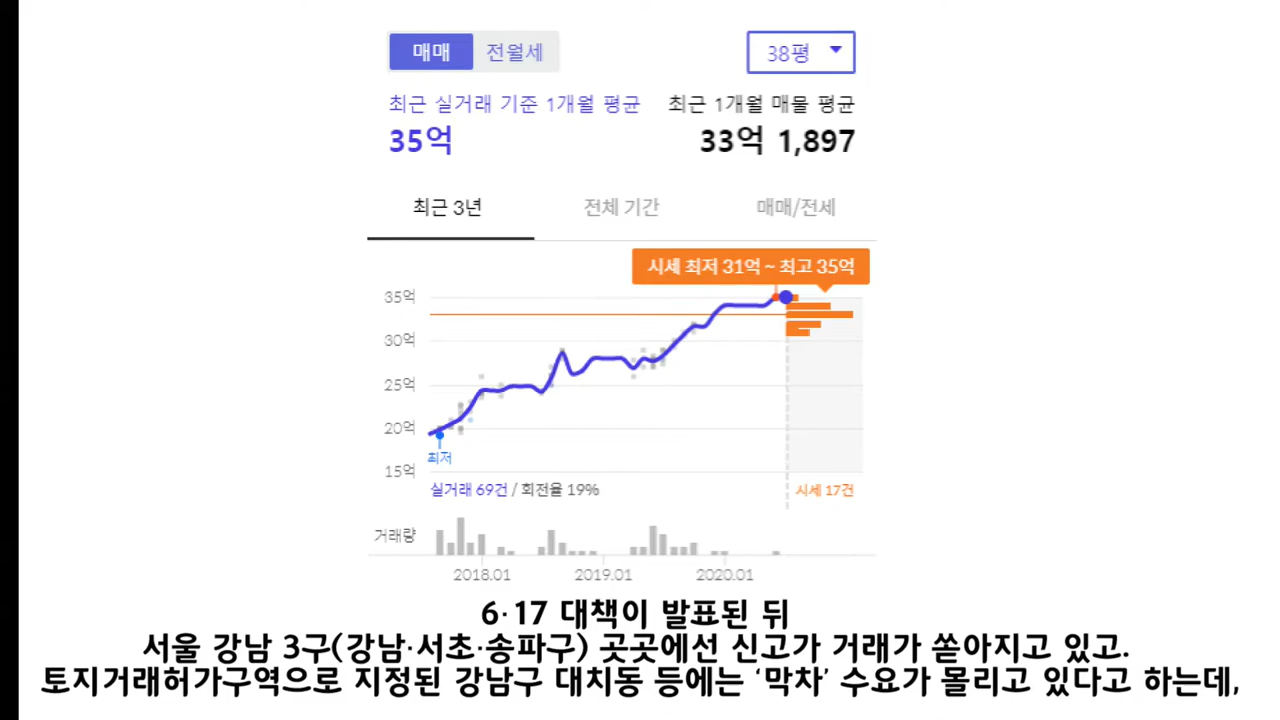 매매 전월세 38평
최근 실거래 기준 1개월 평균 최근 1개월 매물 평균
35억 33억 1,897
최근 3년 전체 기간 매매/전세
시세 최저 31억 ~ 최고 35억
35억
30억
25억
20억
최저
15억
실거래 69건 / 회전율 19% 시세 17건
거래량
2018.01 2019.01 2020.01
6·17 대책이 발표된 뒤
서울 강남 3구(강남·서초·송파구) 곳곳에선 신고가 거래가 쏟아지고 있고.
토지거래허가구역으로 지정된 강남구 대치동 등에는 ‘막차’ 수요가 몰리고 있다고 하는데,